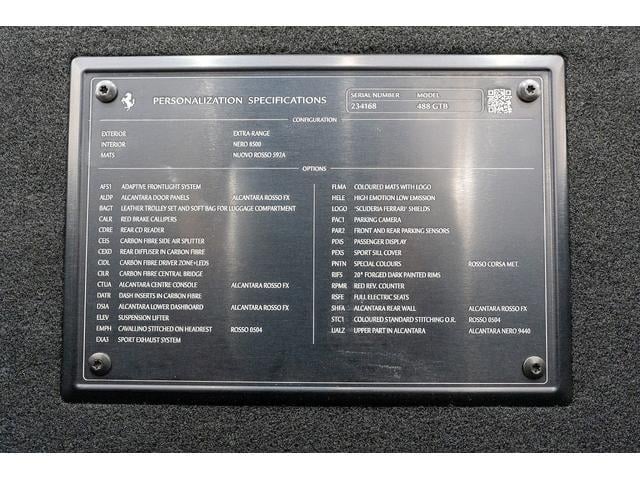 PERSONALIZATION SPECIFICATIONS
SERIAL NUMBER MODEL
234168 488 GTB
CONFIGURATION
EXTERIOR EXTRA-RANGE
INTERIOR NERO 8500
MATS NUOVO ROSSO 592A
OPTIONS
AFS1 ADAPTIVE FRONTLIGHT SYSTEM
ALDP ALCANTARA DOOR PANELS ALCANTARA ROSSO FX
BAGT LEATHER TROLLEY SET AND SOFT BAG FOR LUGGAGE COMPARTMENT
CALR RED BRAKE CALLIPERS
CDRE REAR CD READER
CEIS CARBON FIBRE SIDE AIR SPLITTER
CEXD REAR DIFFUSER IN CARBON FIBRE
CIDL CARBON FIBRE DRIVER ZONE+LEDS
CILR CARBON FIBRE CENTRAL BRIDGE
CTUA ALCANTARA CENTRE CONSOLE ALCANTARA ROSSO FX
DATR DASH INSERTS IN CARBON FIBRE
DSIA ALCANTARA LOWER DASHBOARD ALCANTARA ROSSO FX
ELEV SUSPENSION LIFTER
EMPH CAVALLINO STITCHED ON HEADREST ROSSO 0504
EXA3 SPORT EXHAUST SYSTEM
FLMA COLOURED MATS WITH LOGO
HELE HIGH EMOTION LOW EMISSION
LOGO 'SCUDERIA FERRARI' SHIELDS
PAC1 PARKING CAMERA
PAR2 FRONT AND REAR PARKING SENSORS
PDIS PASSENGER DISPLAY
PEXS SPORT SILL COVER
PNTN SPECIAL COLOURS ROSSO CORSA MET.
RIF5 20" FORGED DARK PAINTED RIMS
RPMR RED REV. COUNTER
RSFE FULL ELECTRIC SEATS
SHFA ALCANTARA REAR WALL ALCANTARA ROSSO FX
STC1 COLOURED STANDARD STITCHING O.R. ROSSO 0504
UALZ UPPER PART IN ALCANTARA ALCANTARA NERO 9440